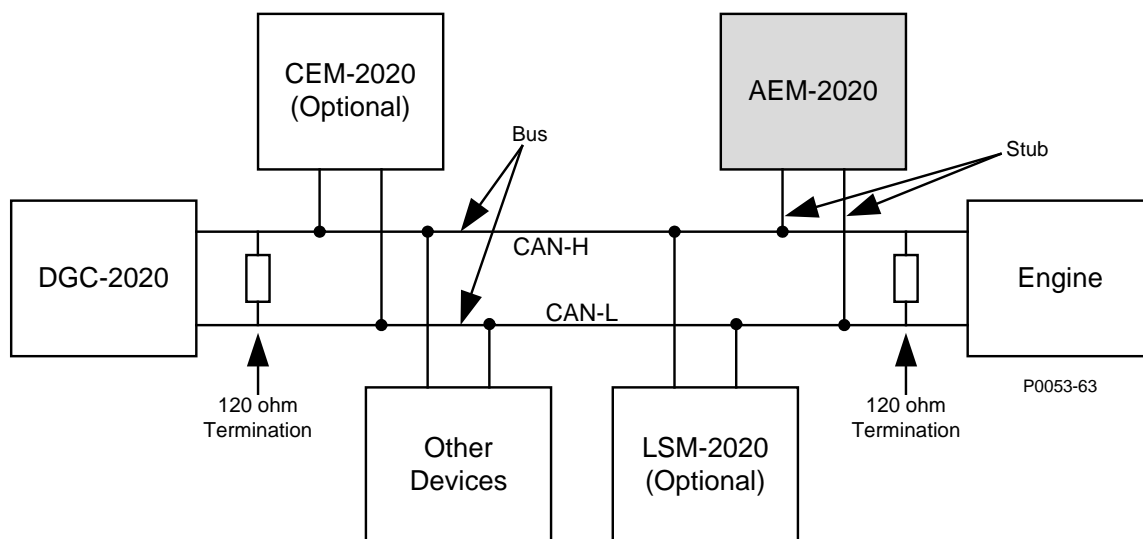 CEM-2020
(Optional)
AEM-2020
Bus
Stub
DGC-2020
CAN-H
Engine
CAN-L
P0053-63
120 ohm
Termination
Other
Devices
LSM-2020
(Optional)
120 ohm
Termination